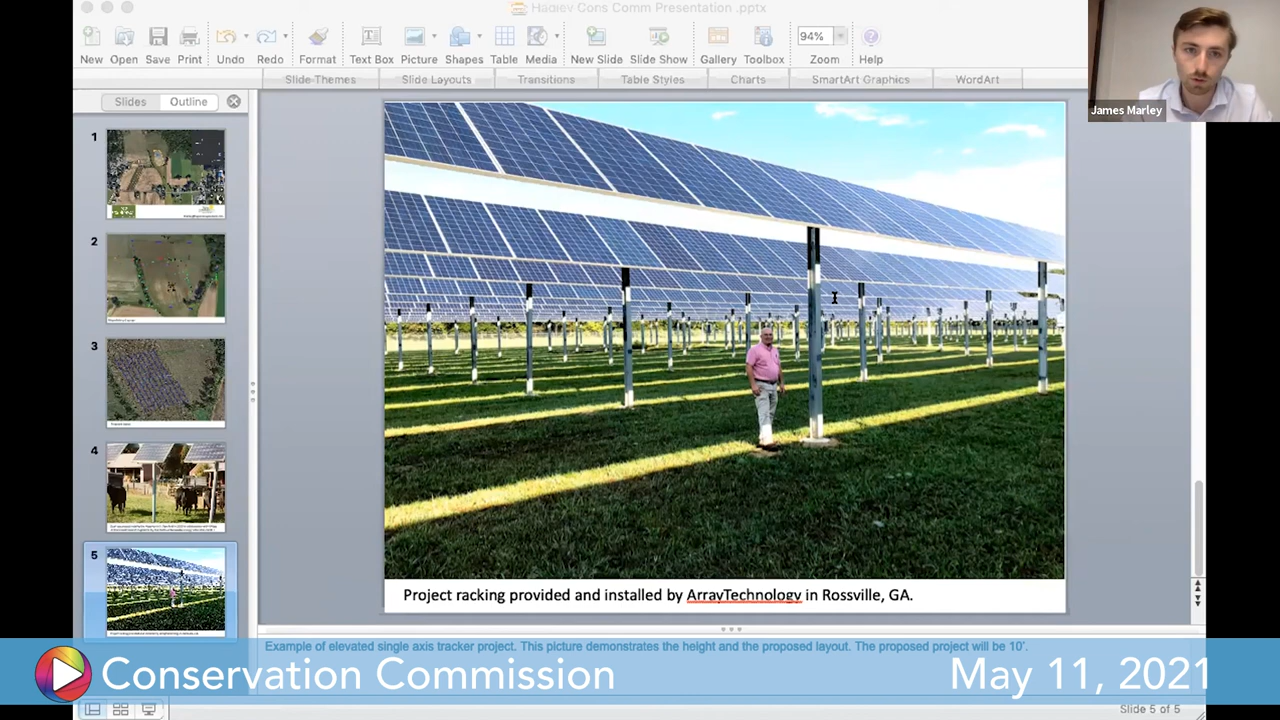 Hadley Cons Comm Presentation .pptx
New Open Save Print Undo Redo Format Text Box Picture Shapes Table Media New Slide Slide Show Gallery Toolbox Zoom Help
94%
Slide Themes Slide Layouts Transitions Table Styles Charts SmartArt Graphics WordArt
Slides Outline
James Marley
1
2
3
4
5
Project racking provided and installed by ArrayTechnology in Rossville, GA.
Example of elevated single axis tracker project. This picture demonstrates the height and the proposed layout. The proposed project will be 10'.
Conservation Commission May 11, 2021
Slide 5 of 5